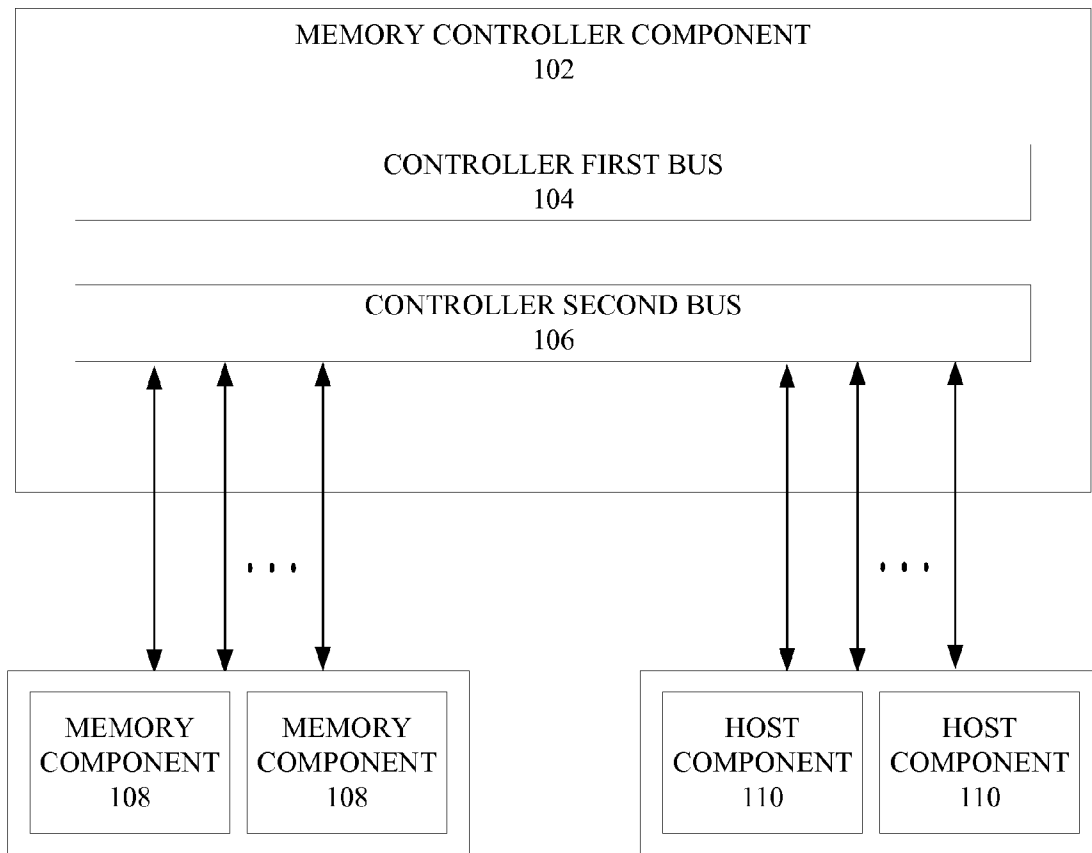 MEMORY CONTROLLER COMPONENT
102
CONTROLLER FIRST BUS
104
CONTROLLER SECOND BUS
106
MEMORY
COMPONENT
108
MEMORY
COMPONENT
108
HOST
COMPONENT
110
HOST
COMPONENT
110